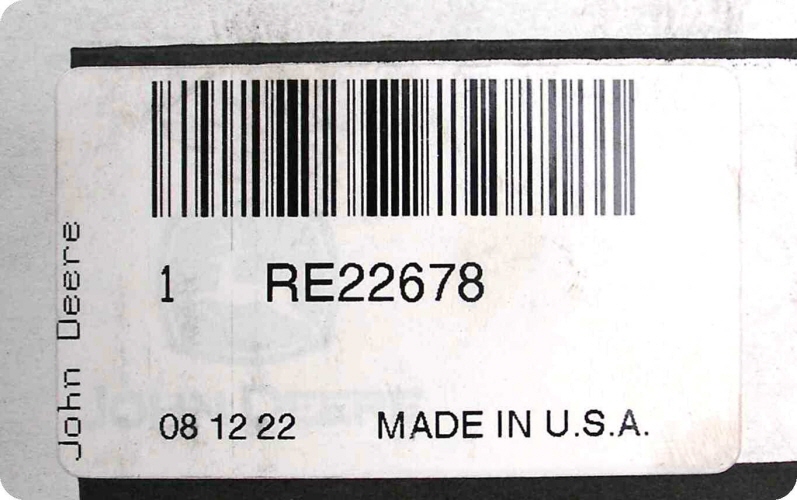 John Deere
1 RE22678
08 12 22 MADE IN U.S.A.